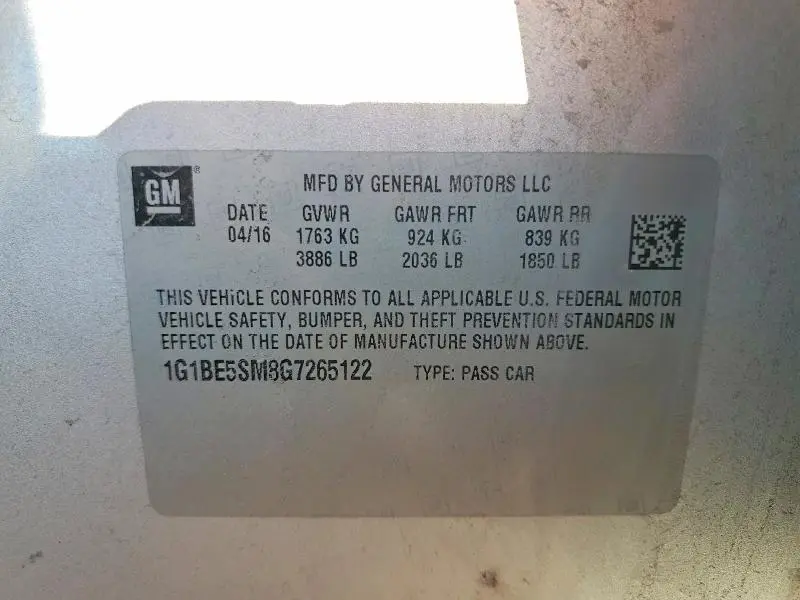 GM ®
MFD BY GENERAL MOTORS LLC
DATE GVWR GAWR FRT GAWR RR
04/16 1763 KG 924 KG 839 KG
3886 LB 2036 LB 1850 LB
THIS VEHICLE CONFORMS TO ALL APPLICABLE U.S. FEDERAL MOTOR
VEHICLE SAFETY, BUMPER, AND THEFT PREVENTION STANDARDS IN
EFFECT ON THE DATE OF MANUFACTURE SHOWN ABOVE.
1G1BE5SM8G7265122 TYPE: PASS CAR